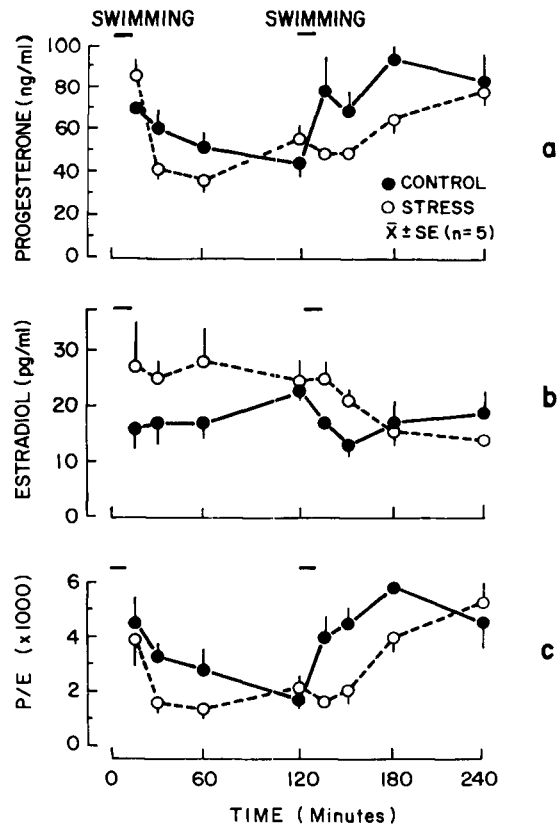 SWIMMING SWIMMING
PROGESTERONE (ng/ml)
100
80
60
40
20
0
● CONTROL
○ STRESS
X̄ ± SE (n=5)
a
ESTRADIOL (pg/ml)
30
20
10
0
b
P/E (x1000)
6
4
2
0
c
0 60 120 180 240
TIME (Minutes)